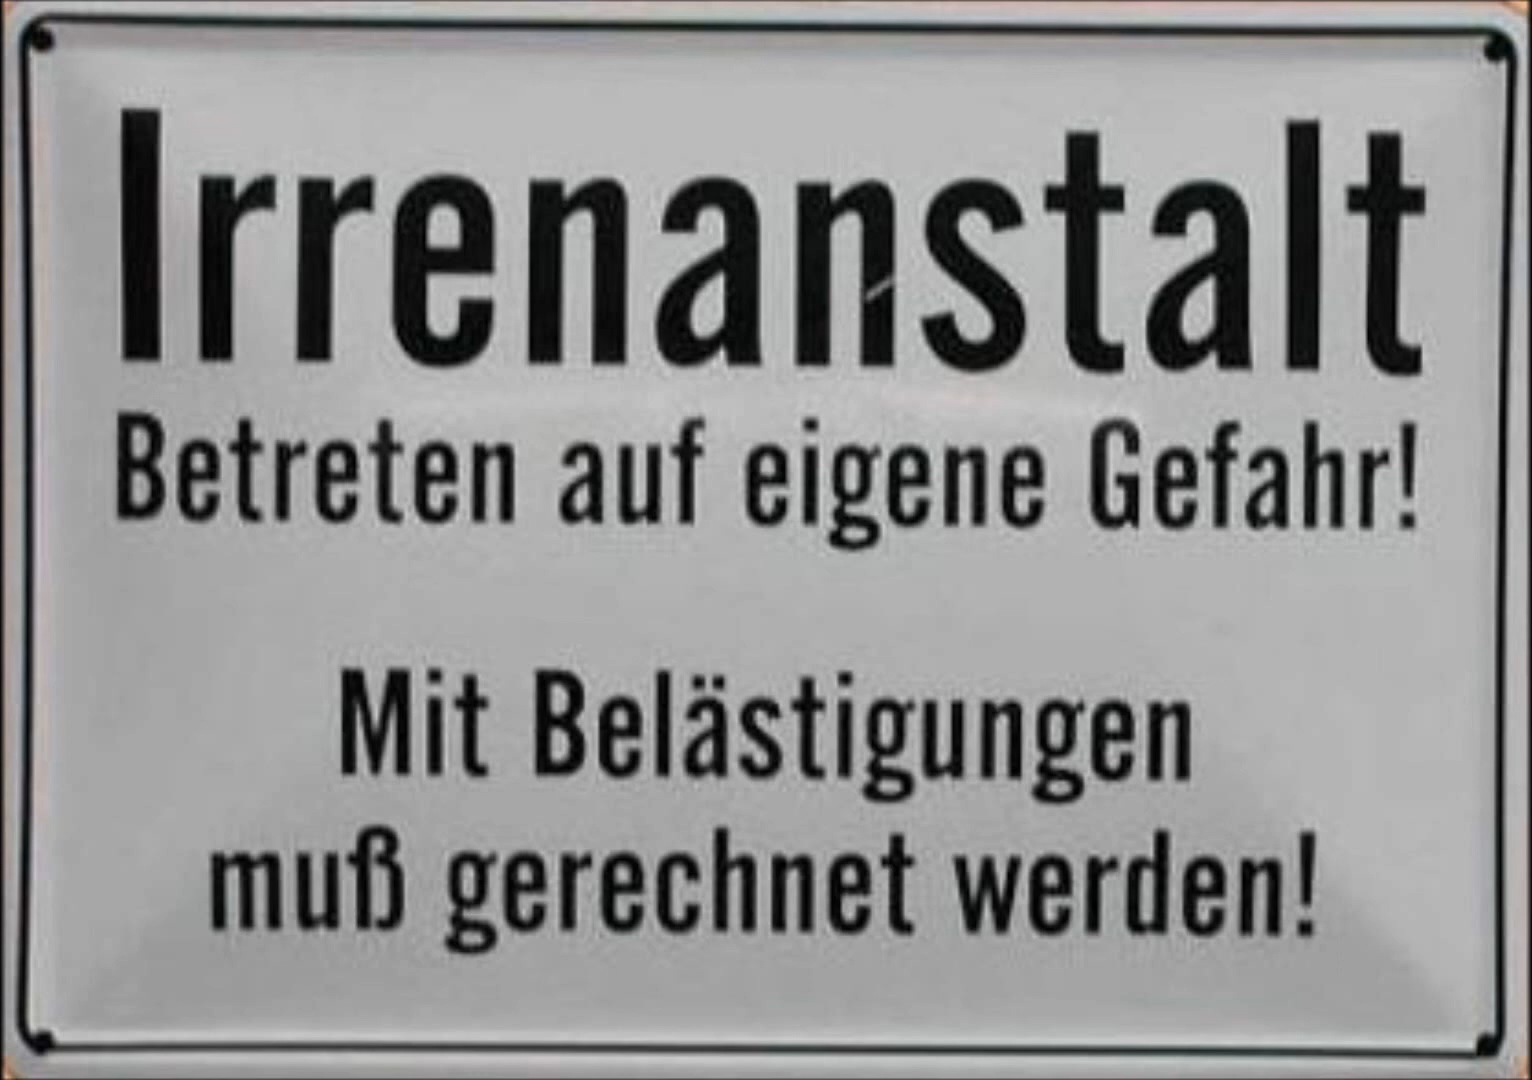 Irrenanstalt
Betreten auf eigene Gefahr!
Mit Belästigungen
muß gerechnet werden!